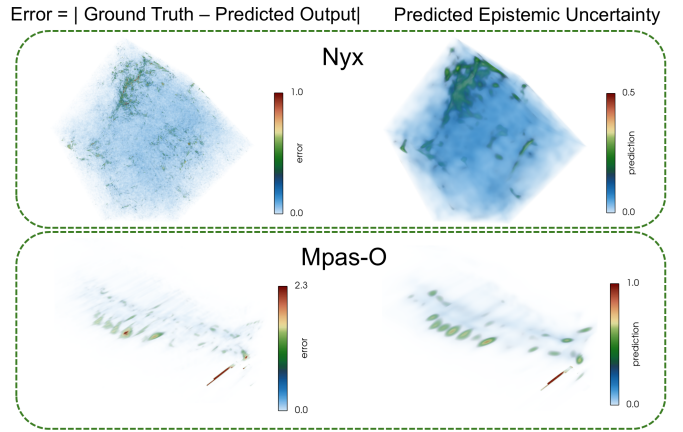 Error = | Ground Truth – Predicted Output|
Predicted Epistemic Uncertainty
Nyx
1.0
error
0.0
0.5
prediction
0.0
Mpas-O
2.3
error
0.0
1.0
prediction
0.0